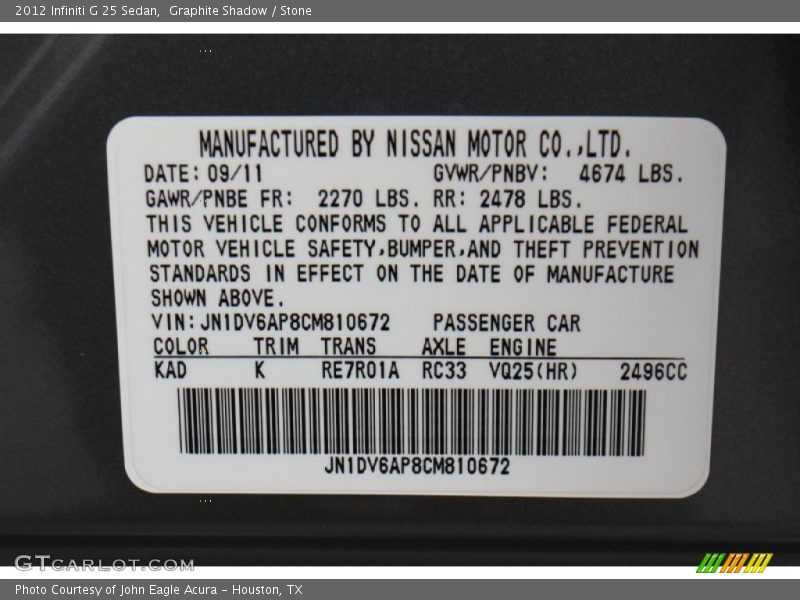 2012 Infiniti G 25 Sedan,  Graphite Shadow / Stone
MANUFACTURED BY NISSAN MOTOR CO.,LTD.
DATE: 09/11 GVWR/PNBV: 4674 LBS.
GAWR/PNBE FR: 2270 LBS. RR: 2478 LBS.
THIS VEHICLE CONFORMS TO ALL APPLICABLE FEDERAL
MOTOR VEHICLE SAFETY,BUMPER,AND THEFT PREVENTION
STANDARDS IN EFFECT ON THE DATE OF MANUFACTURE
SHOWN ABOVE.
VIN: JN1DV6AP8CM810672 PASSENGER CAR
COLOR TRIM TRANS AXLE ENGINE
KAD K RE7R01A RC33 VQ25(HR) 2496CC
JN1DV6AP8CM810672
GTCARLOT.COM
Photo Courtesy of John Eagle Acura - Houston, TX